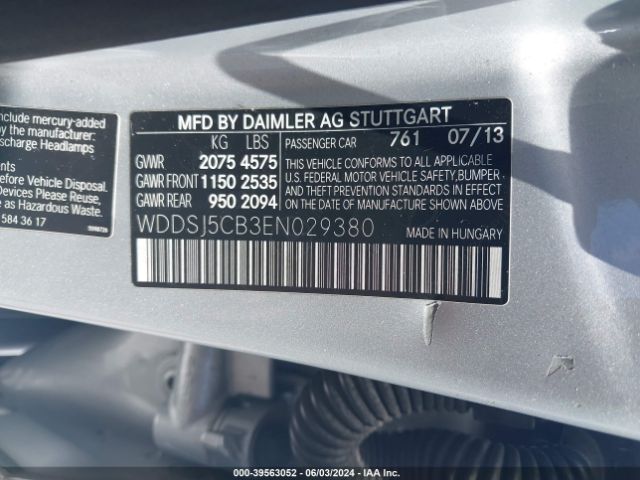 include mercury-added
by the manufacturer:
scharge Headlamps
ents
e before Vehicle Disposal.
Devices Please Reuse,
as Hazardous Waste.
584 36 17
MFD BY DAIMLER AG STUTTGART
KG LBS PASSENGER CAR 761 07/13
GVWR 2075 4575
GAWR FRONT 1150 2535
GAWR REAR 950 2094
THIS VEHICLE CONFORMS TO ALL APPLICABLE
U.S. FEDERAL MOTOR VEHICLE SAFETY,BUMPER
AND THEFT PREVENTION STANDARDS IN EFFECT
ON THE DATE OF MANUFACTURE SHOWN ABOVE.
WDDSJ5CB3EN029380
MADE IN HUNGARY
000-39563052 - 06/03/2024 - IAA Inc.